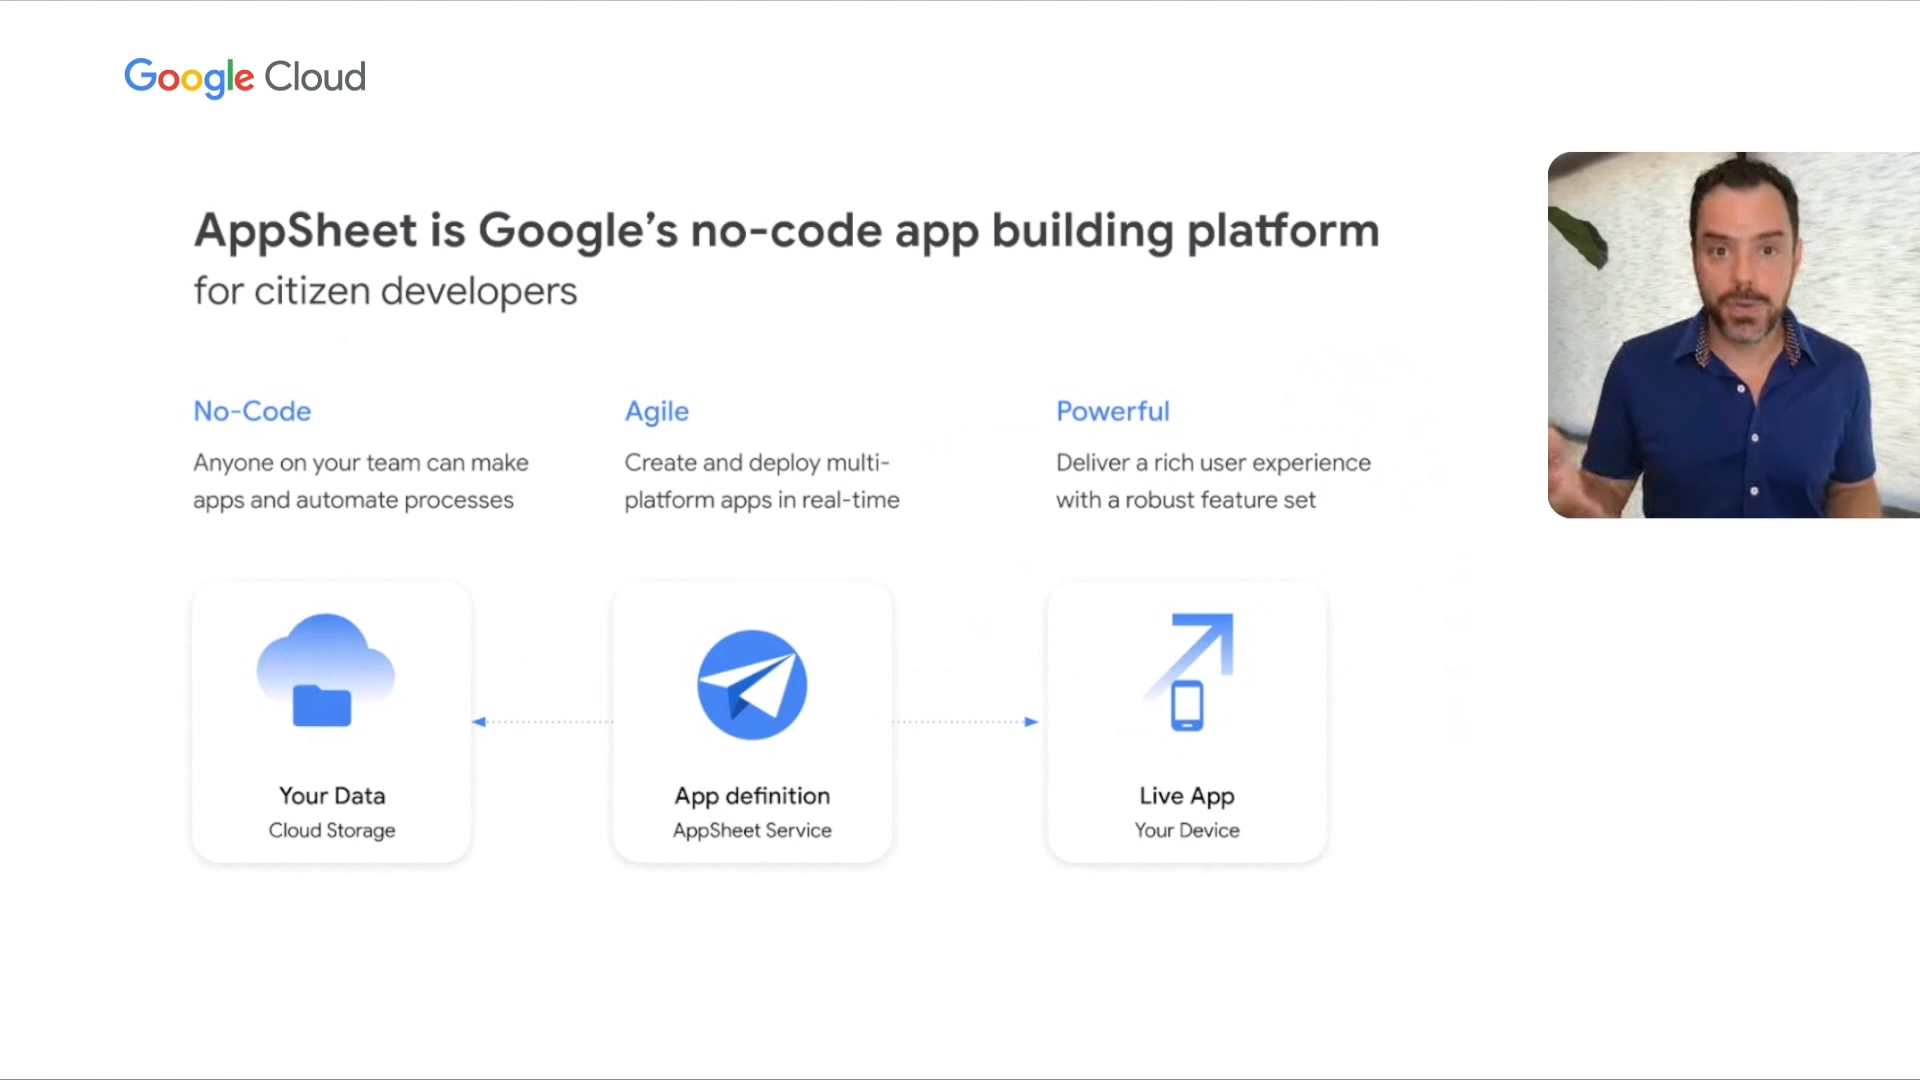 Google Cloud
AppSheet is Google’s no-code app building platform
for citizen developers
No-Code
Anyone on your team can make
apps and automate processes
Agile
Create and deploy multi-
platform apps in real-time
Powerful
Deliver a rich user experience
with a robust feature set
Your Data
Cloud Storage
App definition
AppSheet Service
Live App
Your Device